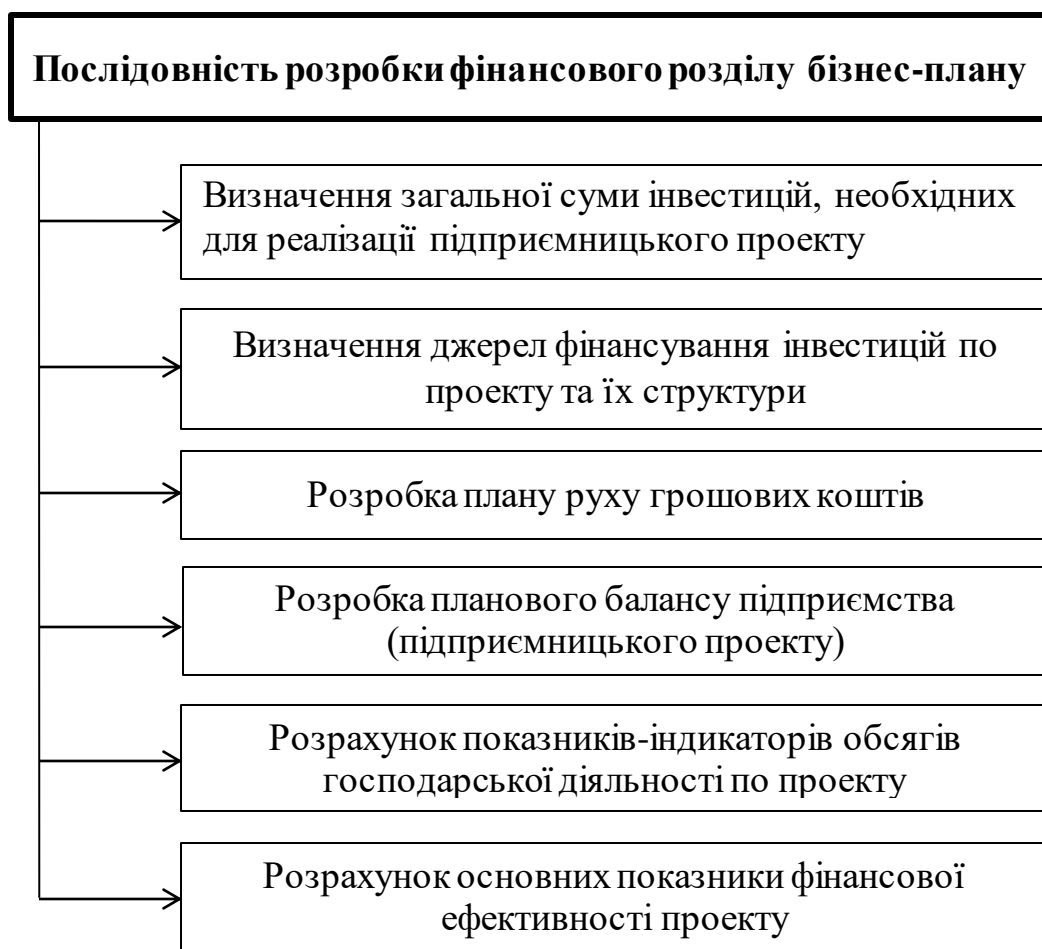 Послідовність розробки фінансового розділу бізнес-плану
Визначення загальної суми інвестицій, необхідних
для реалізації підприємницького проекту
Визначення джерел фінансування інвестицій по
проекту та їх структури
Розробка плану руху грошових коштів
Розробка планового балансу підприємства
(підприємницького проекту)
Розрахунок показників-індикаторів обсягів
господарської діяльності по проекту
Розрахунок основних показники фінансової
ефективності проекту